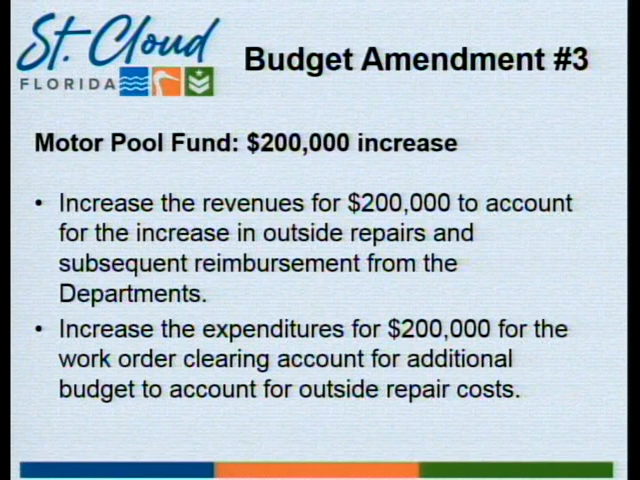 St. Cloud
FLORIDA
Budget Amendment #3
Motor Pool Fund: $200,000 increase
• Increase the revenues for $200,000 to account
for the increase in outside repairs and
subsequent reimbursement from the
Departments.
• Increase the expenditures for $200,000 for the
work order clearing account for additional
budget to account for outside repair costs.